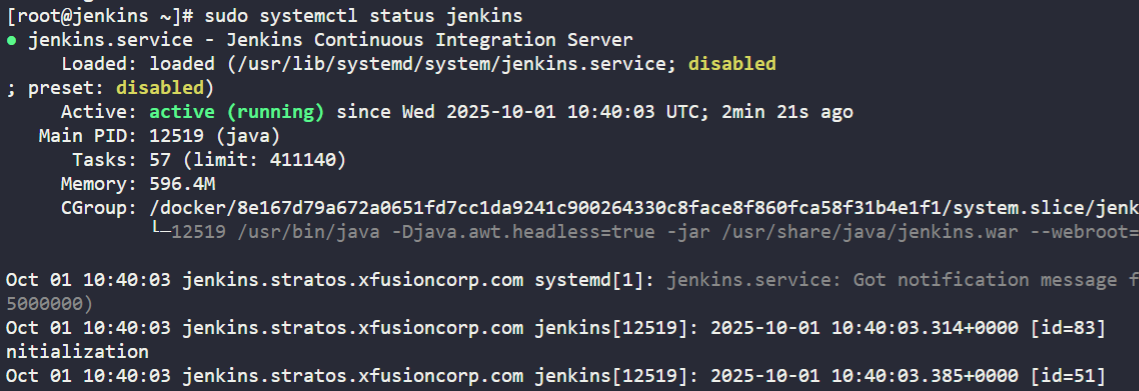 [root@jenkins ~]# sudo systemctl status jenkins
● jenkins.service - Jenkins Continuous Integration Server
     Loaded: loaded (/usr/lib/systemd/system/jenkins.service; disabled
; preset: disabled)
     Active: active (running) since Wed 2025-10-01 10:40:03 UTC; 2min 21s ago
   Main PID: 12519 (java)
      Tasks: 57 (limit: 411140)
     Memory: 596.4M
     CGroup: /docker/8e167d79a672a0651fd7cc1da9241c900264330c8face8f860fca58f31b4e1f1/system.slice/jenk
             └─12519 /usr/bin/java -Djava.awt.headless=true -jar /usr/share/java/jenkins.war --webroot=
Oct 01 10:40:03 jenkins.stratos.xfusioncorp.com systemd[1]: jenkins.service: Got notification message f
5000000)
Oct 01 10:40:03 jenkins.stratos.xfusioncorp.com jenkins[12519]: 2025-10-01 10:40:03.314+0000 [id=83]
nitialization
Oct 01 10:40:03 jenkins.stratos.xfusioncorp.com jenkins[12519]: 2025-10-01 10:40:03.385+0000 [id=51]